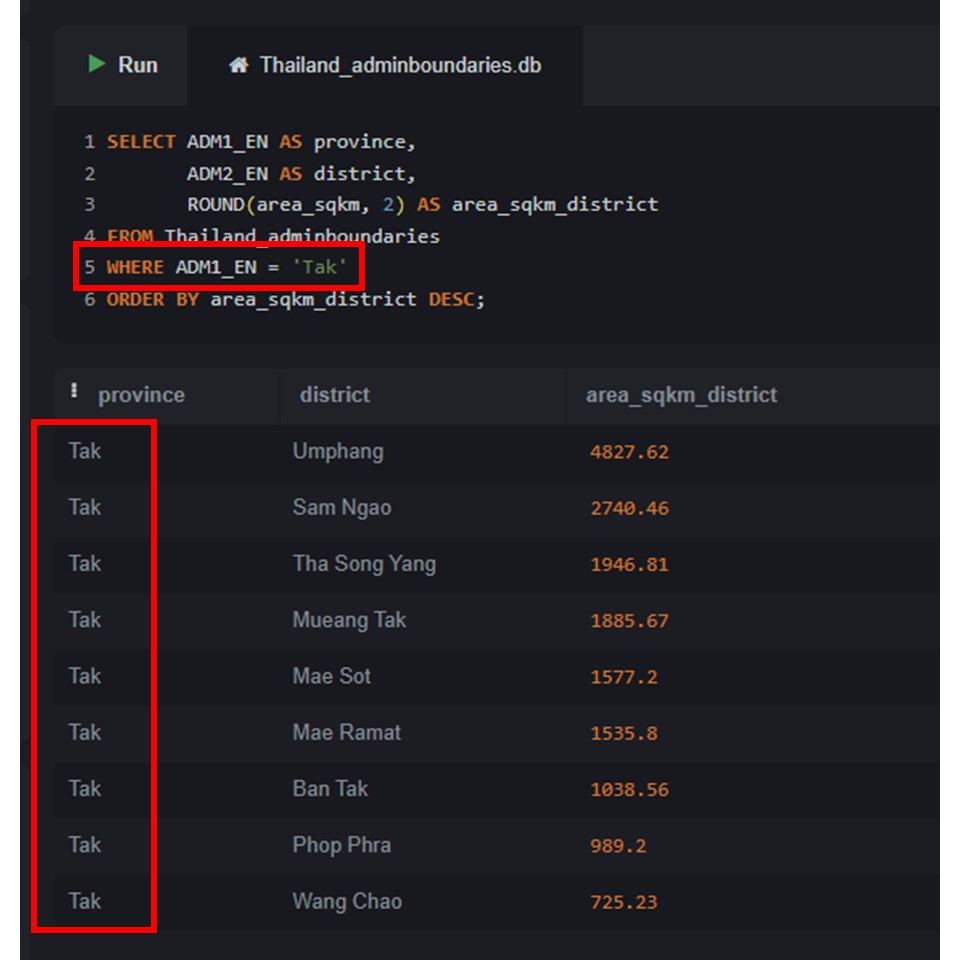 Run Thailand_adminboundaries.db
1 SELECT ADM1_EN AS province,
2 ADM2_EN AS district,
3 ROUND(area_sqkm, 2) AS area_sqkm_district
4 FROM Thailand_adminboundaries
5 WHERE ADM1_EN = 'Tak'
6 ORDER BY area_sqkm_district DESC;
province district area_sqkm_district
Tak Umphang 4827.62
Tak Sam Ngao 2740.46
Tak Tha Song Yang 1946.81
Tak Mueang Tak 1885.67
Tak Mae Sot 1577.2
Tak Mae Ramat 1535.8
Tak Ban Tak 1038.56
Tak Phop Phra 989.2
Tak Wang Chao 725.23